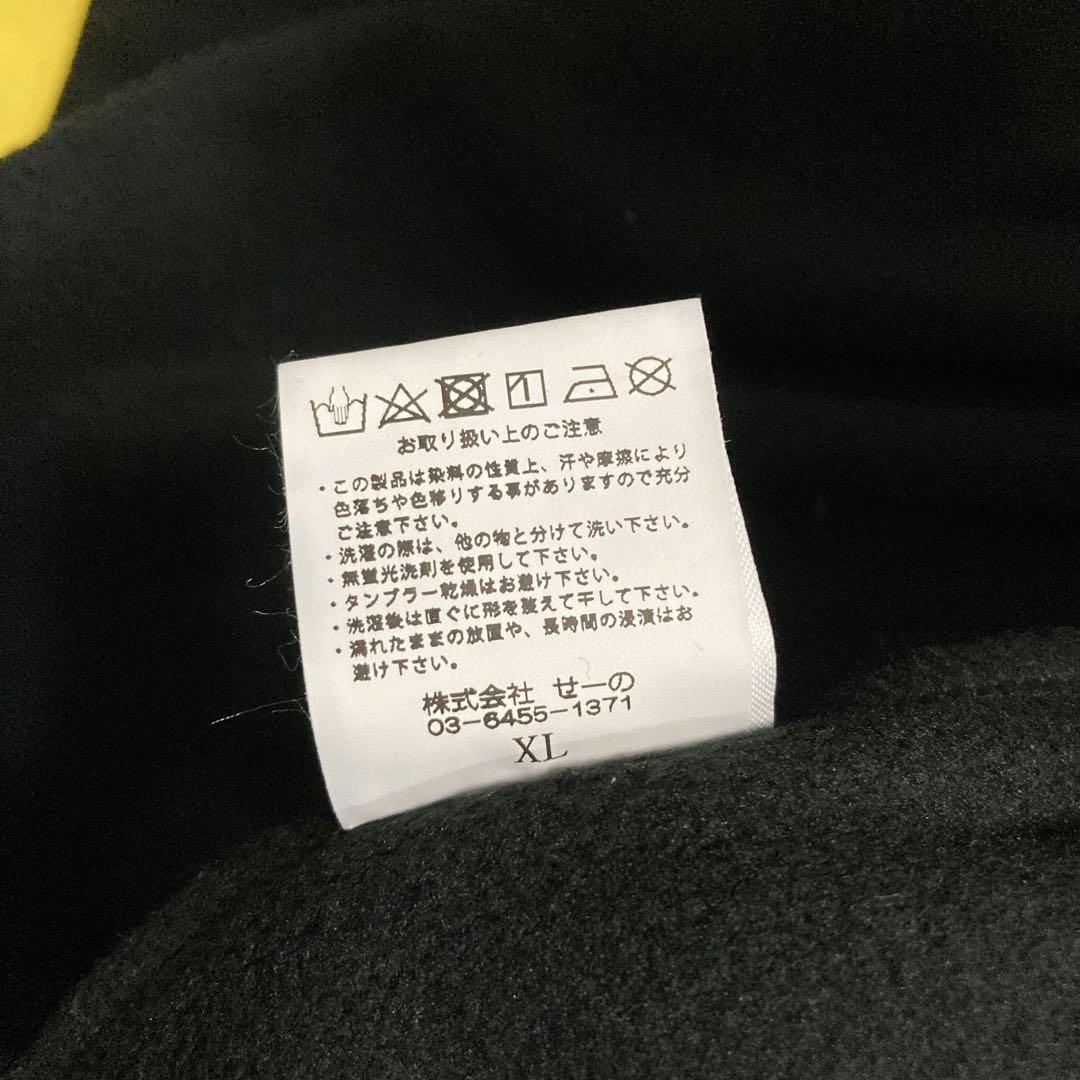 お取り扱い上のご注意
・この製品は染料の性質上、汗や摩擦により
色落ちや色移りする事がありますので充分
ご注意下さい。
・洗濯の際は、他の物と分けて洗い下さい。
・無蛍光洗剤を使用して下さい。
・タンブラー乾燥はお避け下さい。
・洗濯後は直ぐに形を整えて干して下さい。
・濡れたままの放置や、長時間の浸漬はお
避け下さい。
株式会社 せーの
03-6455-1371
XL